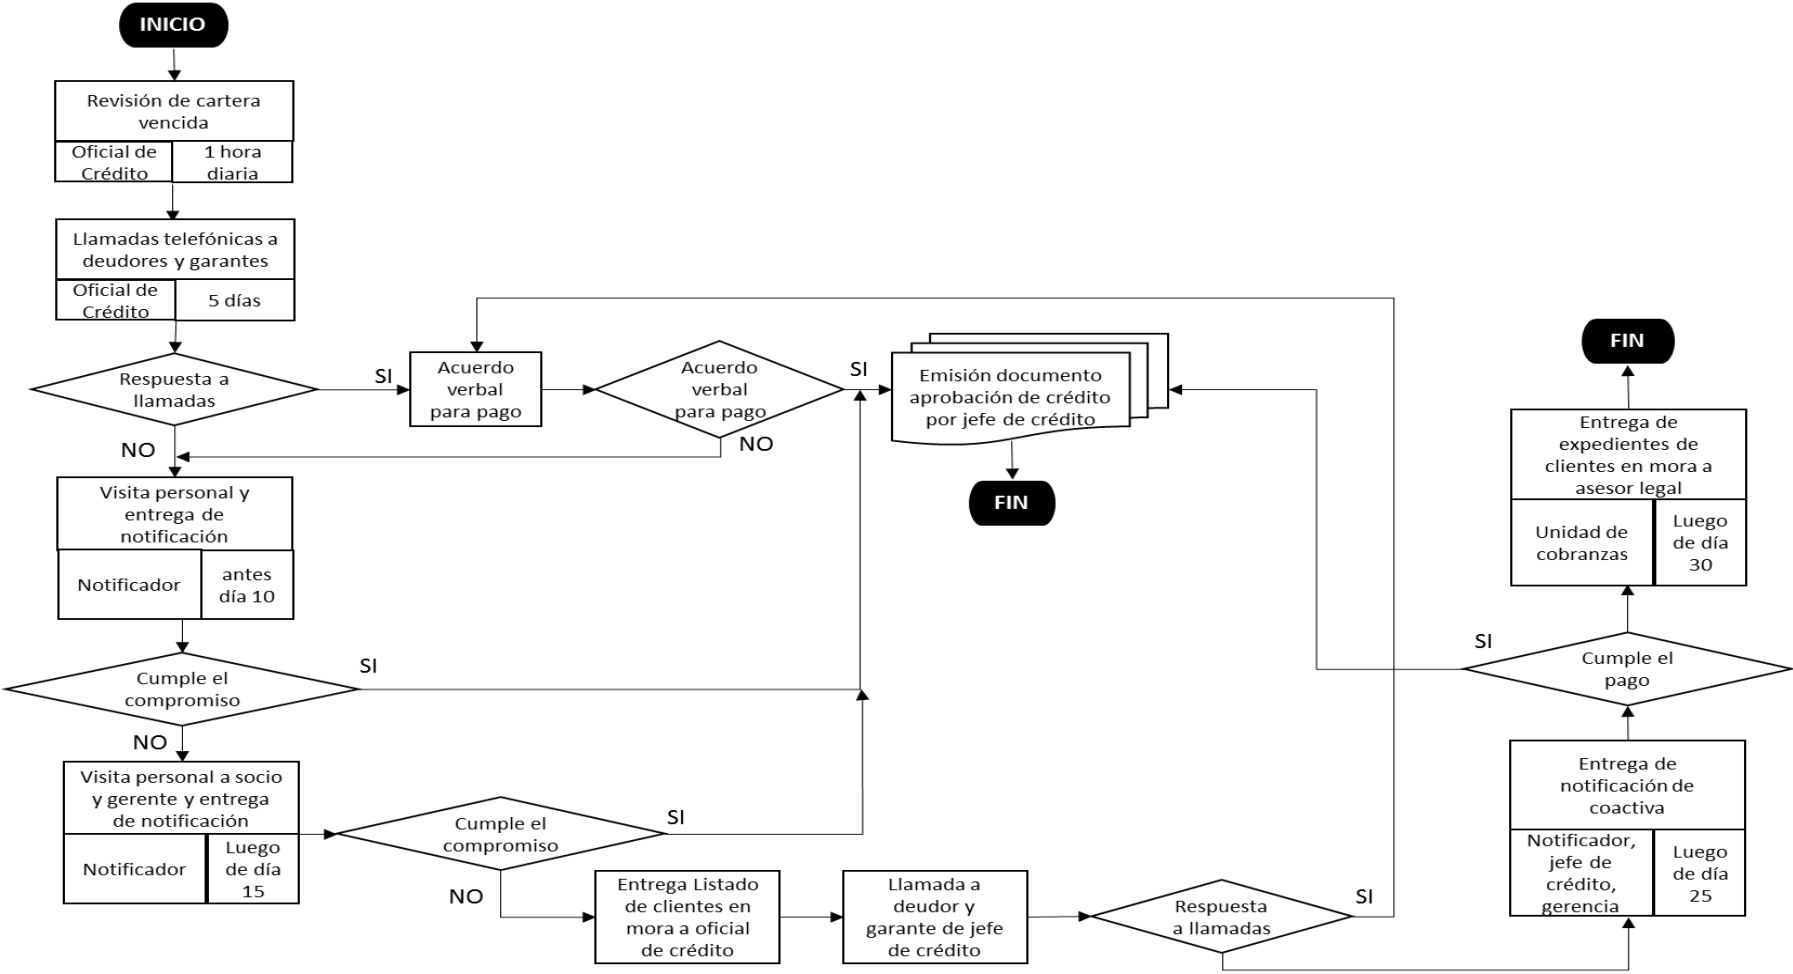 INICIO
Revisión de cartera
vencida
Oficial de
Crédito
1 hora
diaria
Llamadas telefónicas a
deudores y garantes
Oficial de
Crédito
5 días
Respuesta a
llamadas
SI
NO
Acuerdo
verbal
para pago
Acuerdo
verbal
para pago
SI
NO
Emisión documento
aprobación de crédito
por jefe de crédito
FIN
Visita personal y
entrega de
notificación
Notificador
antes
día 10
Cumple el
compromiso
SI
NO
Visita personal a socio
y gerente y entrega
de notificación
Notificador
Luego
de día
15
Cumple el
compromiso
SI
NO
Entrega Listado
de clientes en
mora a oficial
de crédito
Llamada a
deudor y
garante de jefe
de crédito
Respuesta
a llamadas
SI
Entrega de
notificación de
coactiva
Notificador,
jefe de
crédito,
gerencia
Luego
de día
25
Cumple el
pago
SI
Entrega de
expedientes de
clientes en mora a
asesor legal
Unidad de
cobranzas
Luego
de día
30
FIN